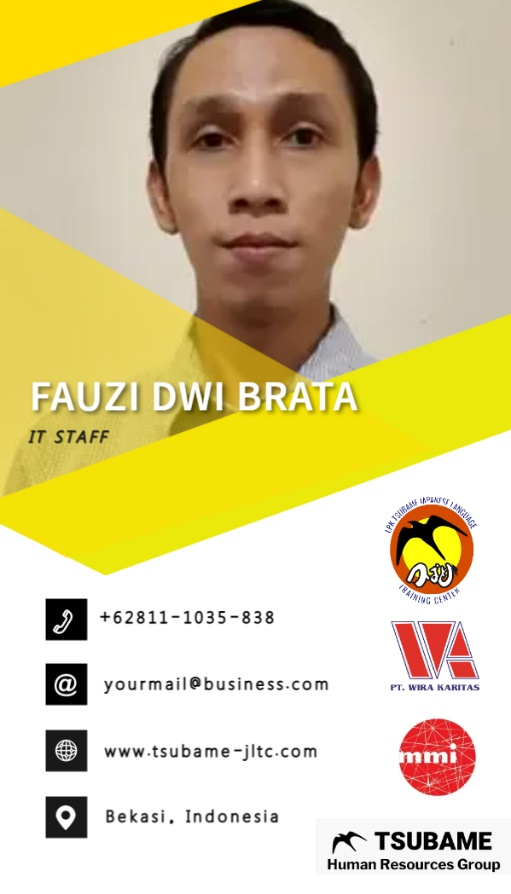 FAUZI DWI BRATA
IT STAFF
LPK TSUBAME JAPANESE LANGUAGE
TRAINING CENTER
+62811-1035-838
PT. WIRA KARITAS
yourmail@business.com
www.tsubame-jltc.com
mmi
Bekasi, Indonesia
TSUBAME
Human Resources Group